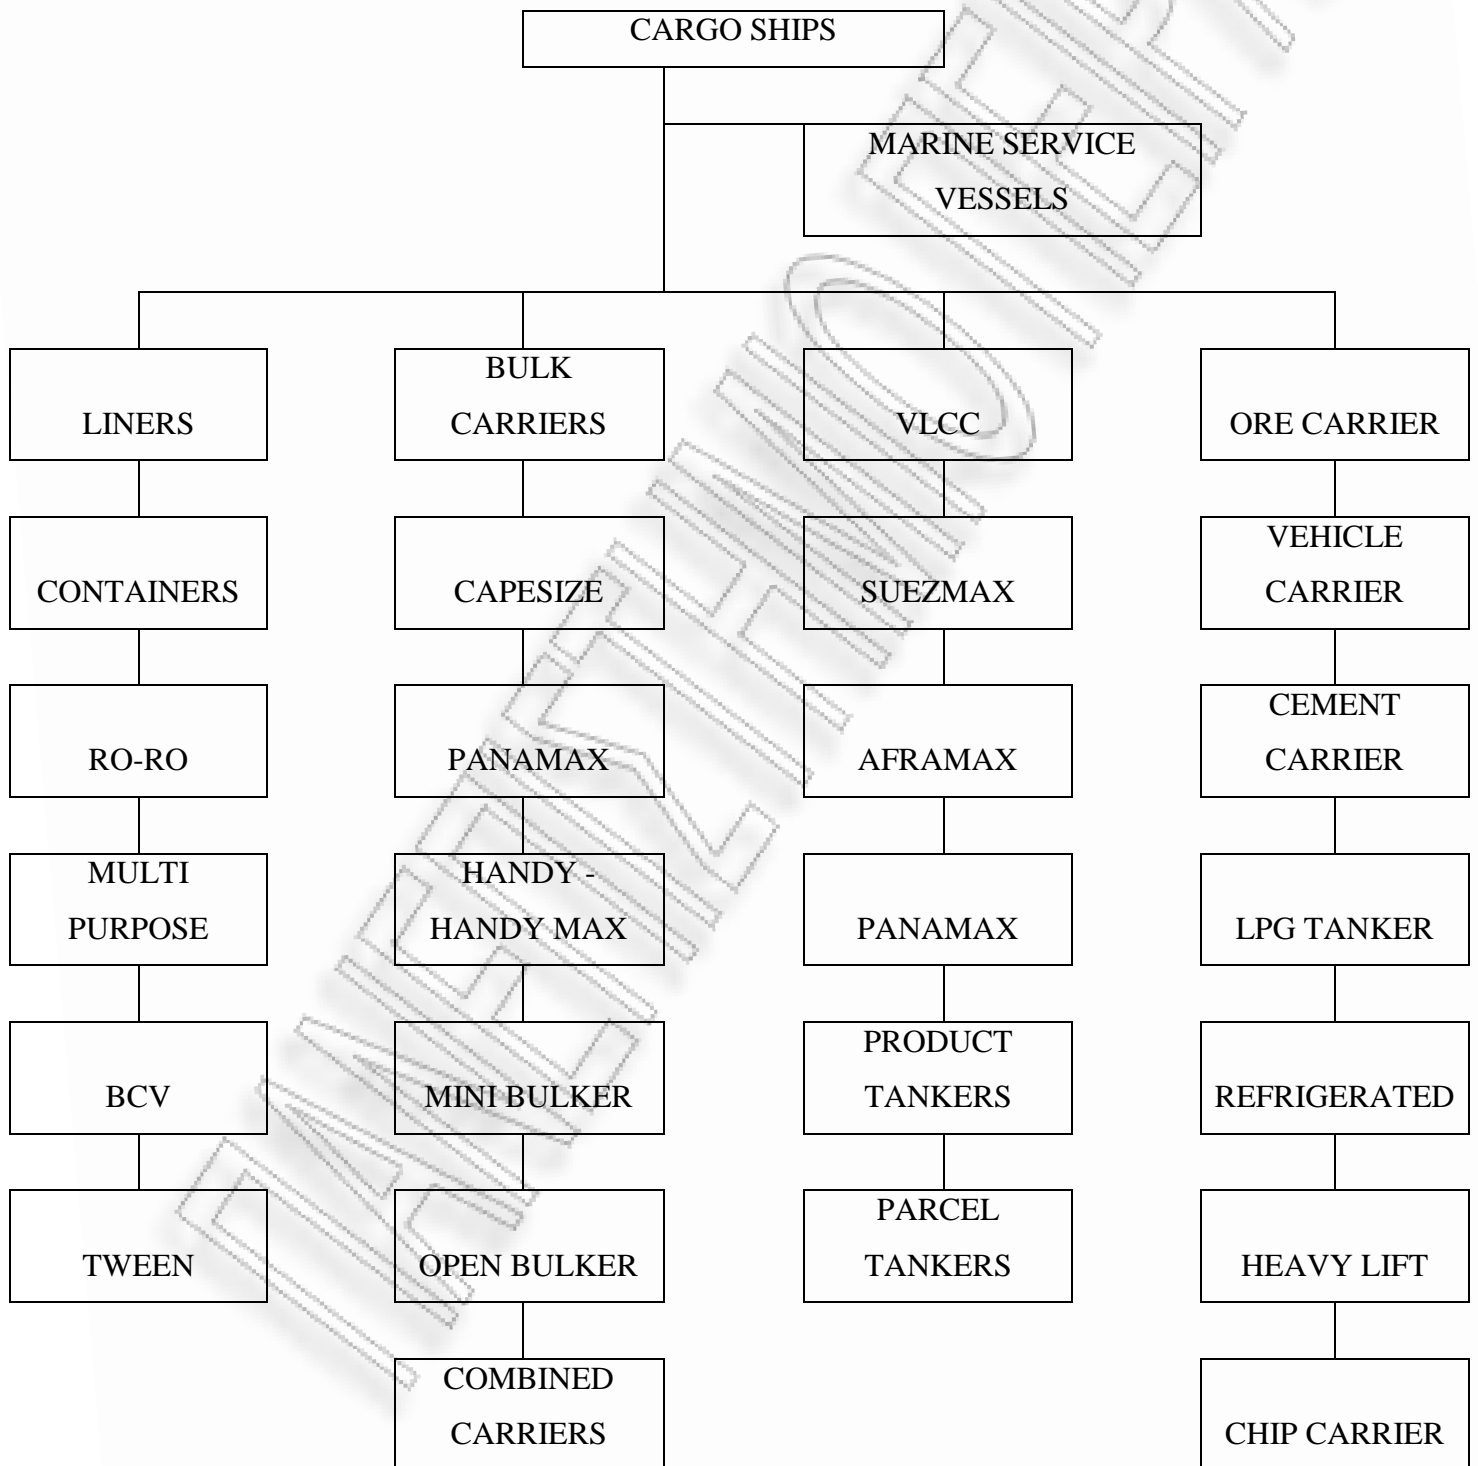 CARGO SHIPS
MARINE SERVICE
VESSELS
LINERS
BULK
CARRIERS
VLCC
ORE CARRIER
CONTAINERS
CAPESIZE
SUEZMAX
VEHICLE
CARRIER
RO-RO
PANAMAX
AFRAMAX
CEMENT
CARRIER
MULTI
PURPOSE
HANDY -
HANDY MAX
PANAMAX
LPG TANKER
BCV
MINI BULKER
PRODUCT
TANKERS
REFRIGERATED
TWEEN
OPEN BULKER
PARCEL
TANKERS
HEAVY LIFT
COMBINED
CARRIERS
CHIP CARRIER